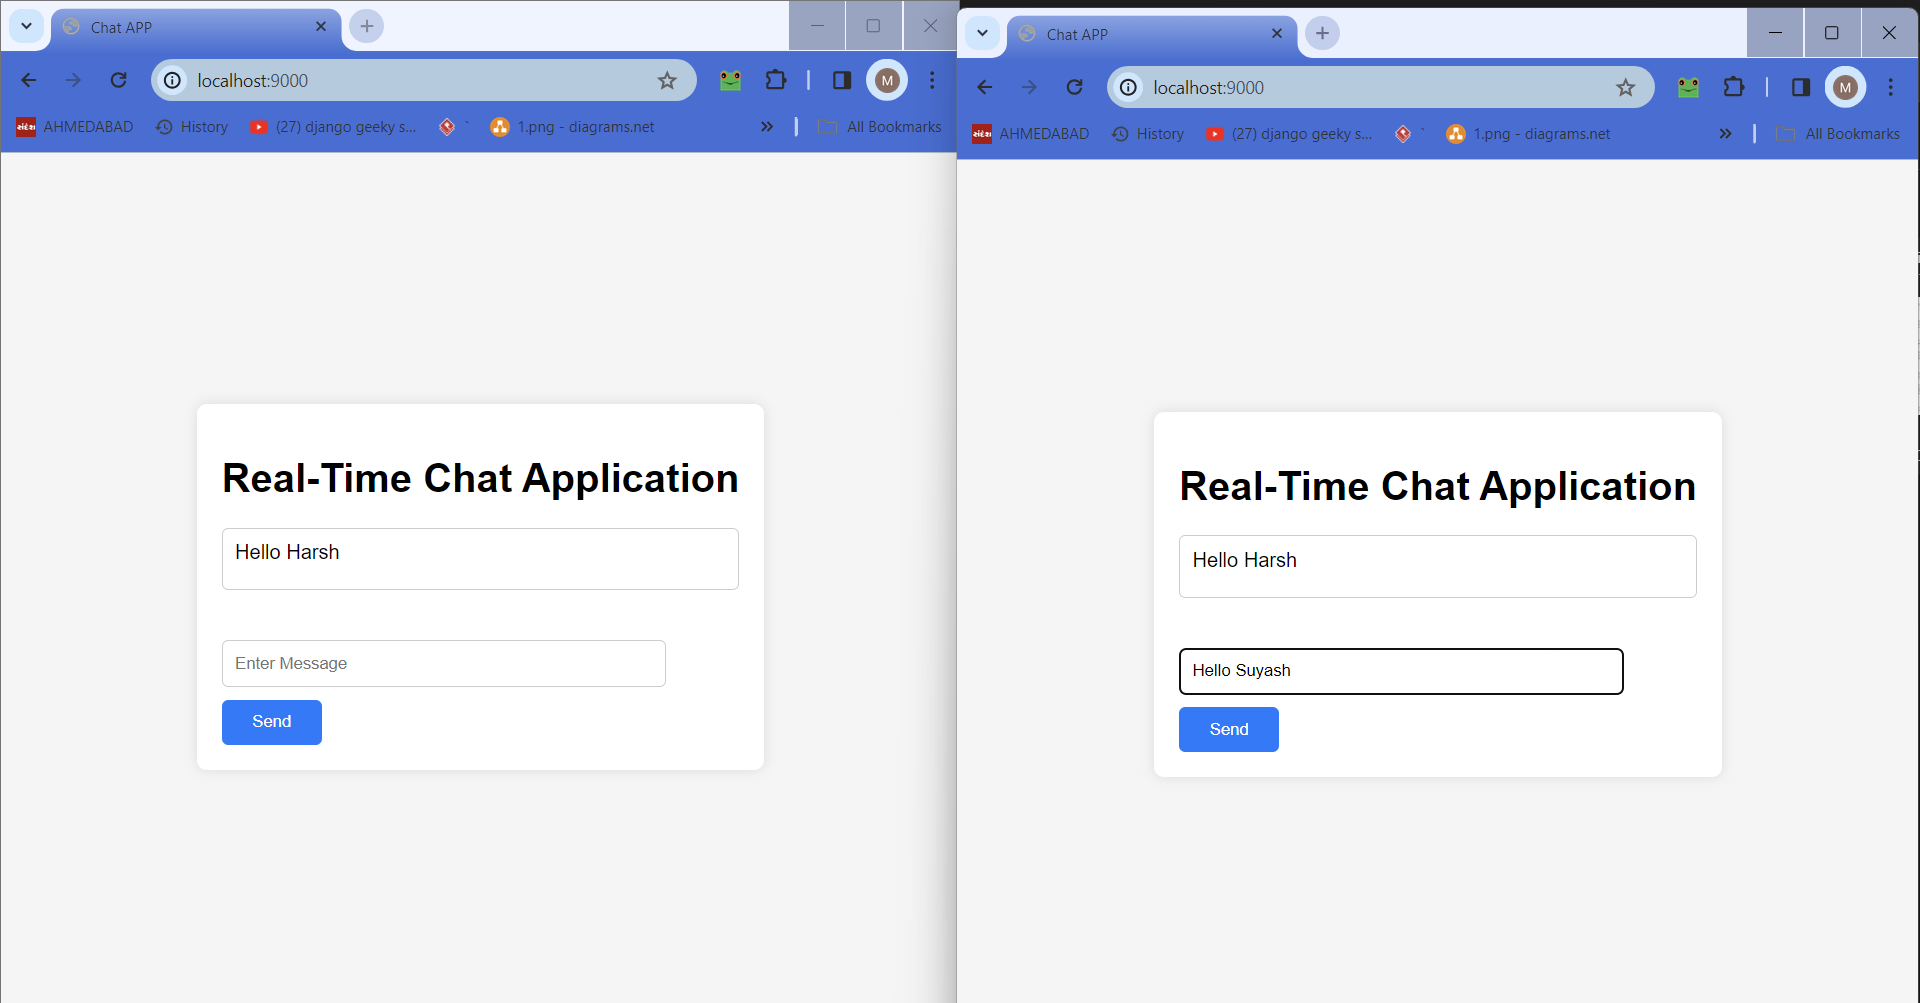 Chat APP
localhost:9000
M
સંદેશ AHMEDABAD History (27) django geeky s... 1.png - diagrams.net » All Bookmarks
Real-Time Chat Application
Hello Harsh
Enter Message
Send
Chat APP
localhost:9000
M
સંદેશ AHMEDABAD History (27) django geeky s... 1.png - diagrams.net » All Bookmarks
Real-Time Chat Application
Hello Harsh
Hello Suyash
Send